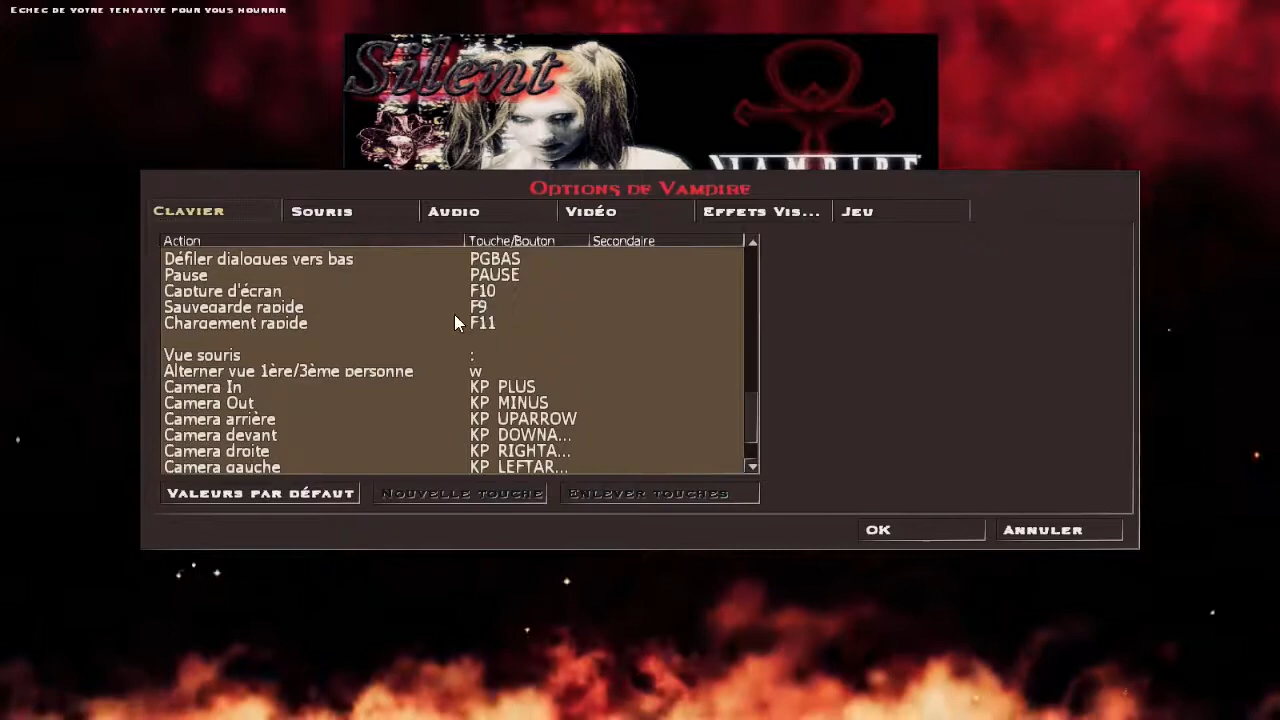 Echec de votre tentative pour vous nourrir
Silent
VAMPIRE
Options de Vampire
Clavier Souris Audio Vidéo Effets Vis... Jeu
Action Touche/Bouton Secondaire
Défiler dialogues vers bas PGBAS
Pause PAUSE
Capture d'écran F10
Sauvegarde rapide F9
Chargement rapide F11
Vue souris :
Alterner vue 1ère/3ème personne w
Camera In KP_PLUS
Camera Out KP_MINUS
Camera arrière KP_UPARROW
Camera devant KP_DOWNA...
Camera droite KP_RIGHTA...
Camera gauche KP_LEFTAR...
Valeurs par défaut Nouvelle touche Enlever touches
OK Annuler